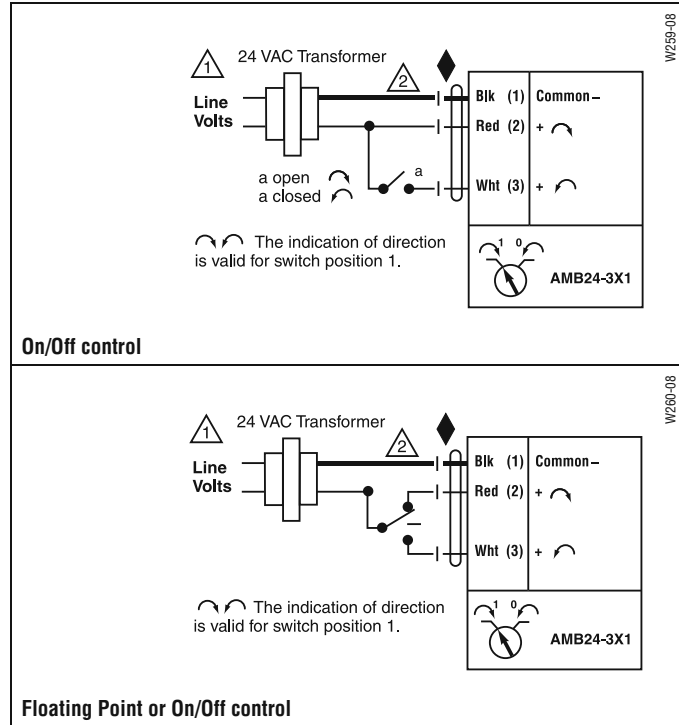 W259-08
24 VAC Transformer
1
2
Line
Volts
Blk (1) Common –
Red (2) +
a
a open
a closed
Wht (3) +
The indication of direction
is valid for switch position 1.
1 0
AMB24-3X1
On/Off control
W260-08
24 VAC Transformer
1
2
Line
Volts
Blk (1) Common –
Red (2) +
Wht (3) +
The indication of direction
is valid for switch position 1.
1 0
AMB24-3X1
Floating Point or On/Off control